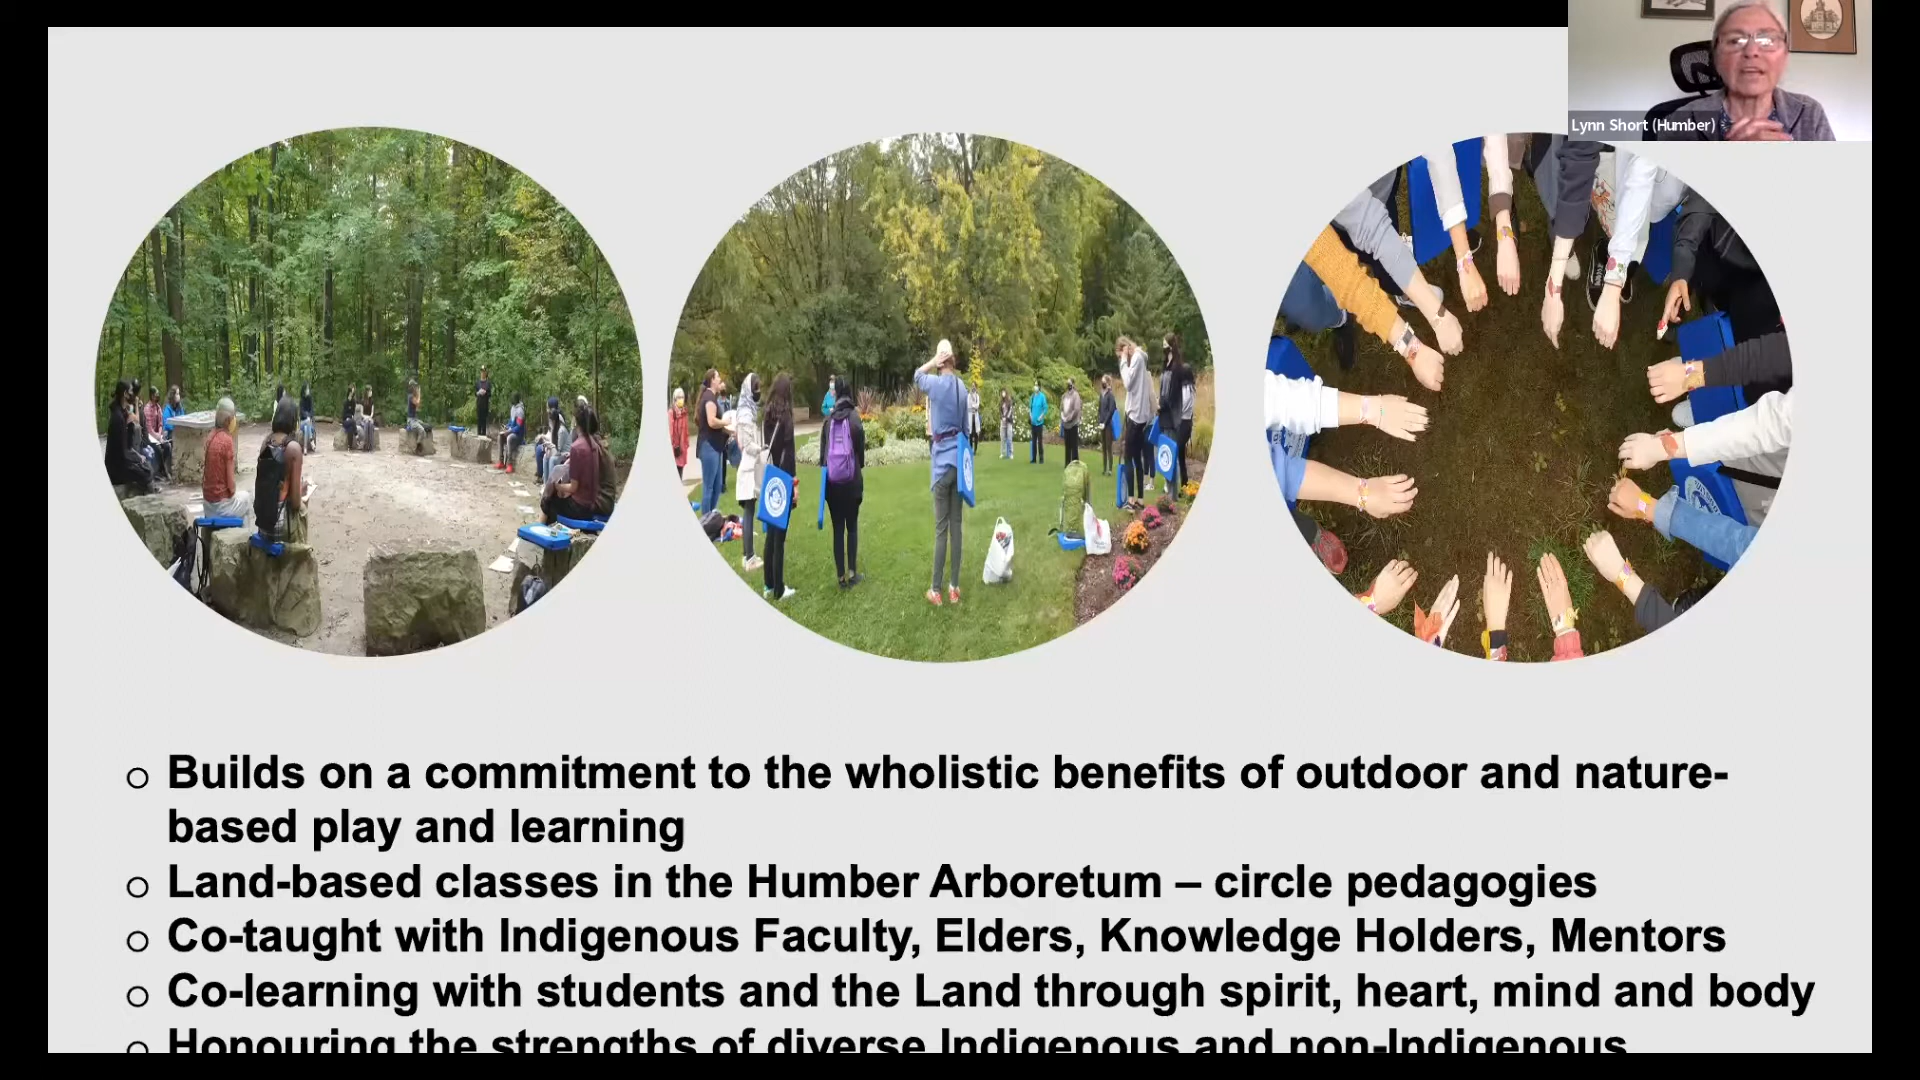 Lynn Short (Humber)
o Builds on a commitment to the wholistic benefits of outdoor and nature-
based play and learning
o Land-based classes in the Humber Arboretum – circle pedagogies
o Co-taught with Indigenous Faculty, Elders, Knowledge Holders, Mentors
o Co-learning with students and the Land through spirit, heart, mind and body
o Honouring the strengths of diverse Indigenous and non-Indigenous